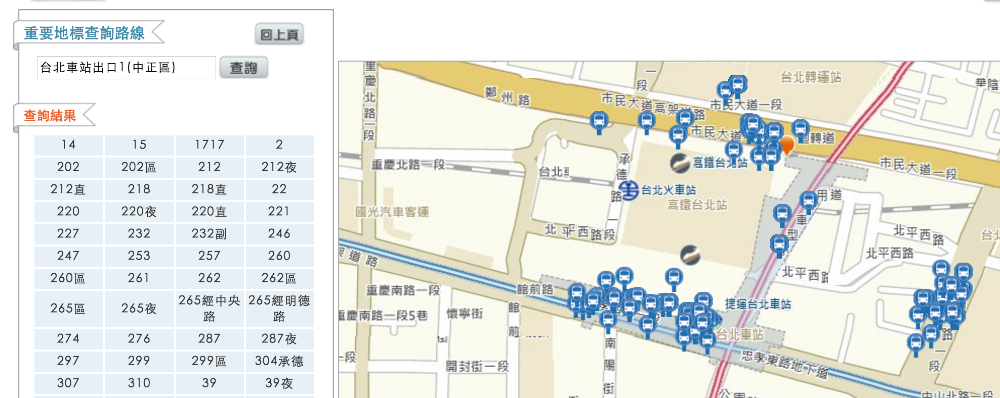 重要地標查詢路線
回上頁
台北車站出口1(中正區)
查詢
查詢結果
14 15 1717 2
202 202區 212 212夜
212直 218 218直 22
220 220夜 220直 221
227 232 232副 246
247 253 257 260
260區 261 262 262區
265區 265夜 265經中央路 265經明德路
274 276 287 287夜
297 299 299區 304承德
307 310 39 39夜
重慶北路一段
鄭州路
一段
台北轉運站
華陰
市民大道高架道路
市民大道一段
市民大道
迴轉道
重慶北路一段
台北
承德路一段
高鐵台北站
台北火車站
高鐵台北站
市民大道一段
國光汽車客運
用道
車型
北平西路段
北平西路
北平西路
台北
架道路
北平西路
重慶南路一段
館前路
捷運台北車站
重慶南路一段5巷
懷寧街
館前
台北車站
路一段
一段
開封街一段
南陽街
忠孝東路地下道
公園
中山北路一段